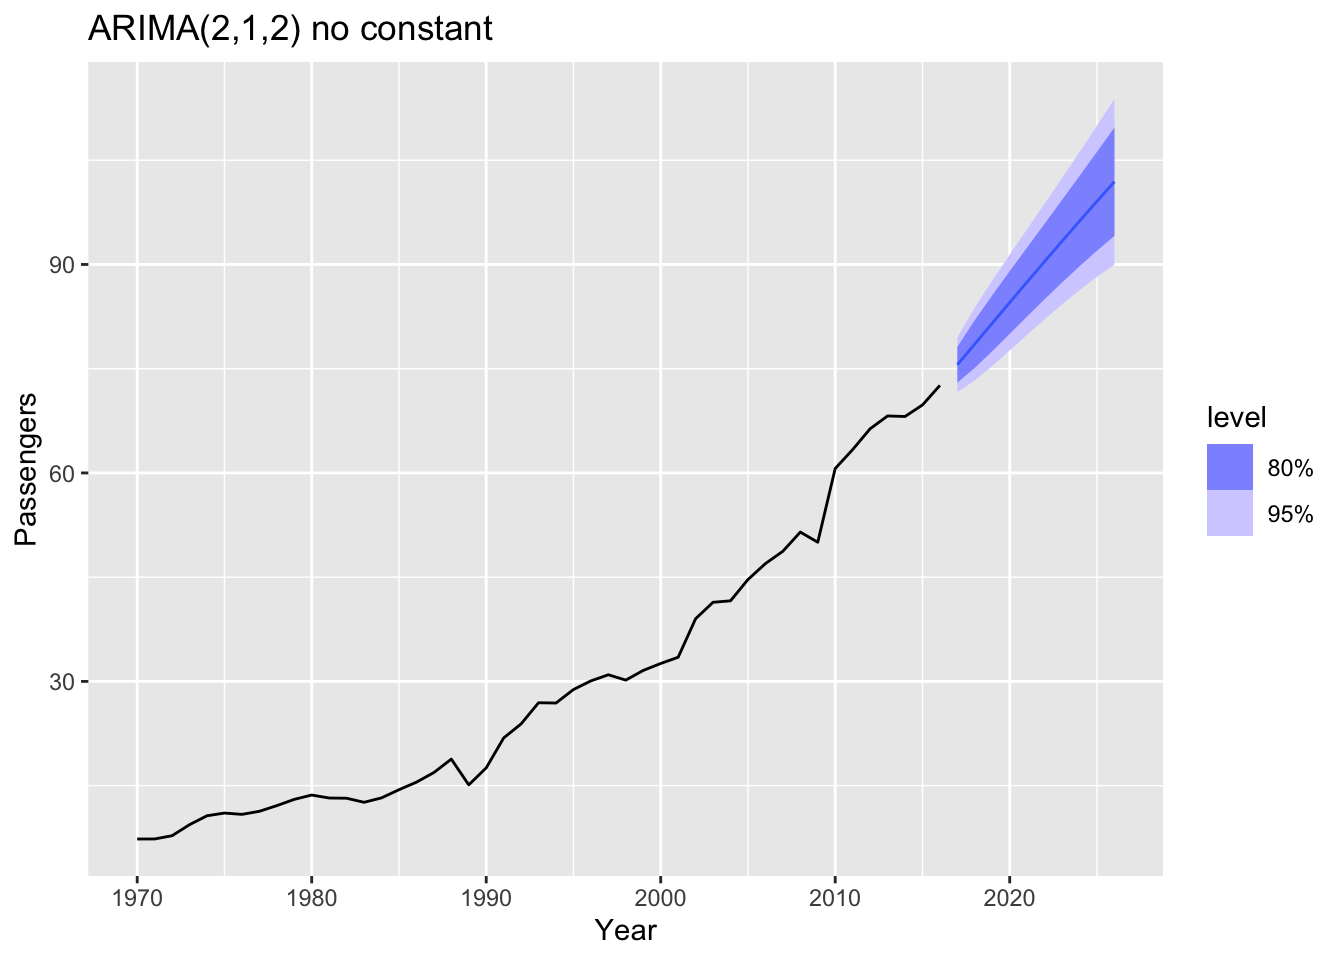 ARIMA(2,1,2) no constant
90
60
30
Passengers
1970 1980 1990 2000 2010 2020
Year
level
80%
95%